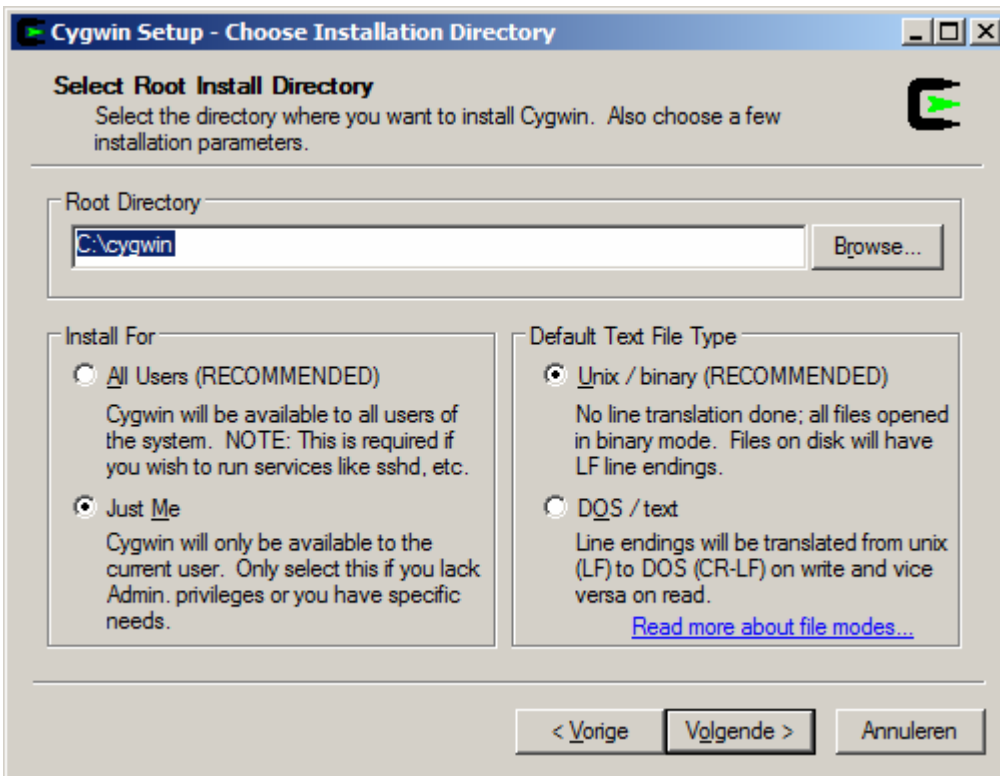 Cygwin Setup - Choose Installation Directory
Select Root Install Directory
Select the directory where you want to install Cygwin. Also choose a few
installation parameters.
Root Directory
C:\cygwin
Browse...
Install For
All Users (RECOMMENDED)
Cygwin will be available to all users of
the system. NOTE: This is required if
you wish to run services like sshd, etc.
Just Me
Cygwin will only be available to the
current user. Only select this if you lack
Admin. privileges or you have specific
needs.
Default Text File Type
Unix / binary (RECOMMENDED)
No line translation done; all files opened
in binary mode. Files on disk will have
LF line endings.
DOS / text
Line endings will be translated from unix
(LF) to DOS (CR-LF) on write and vice
versa on read.
Read more about file modes...
< Vorige
Volgende >
Annuleren